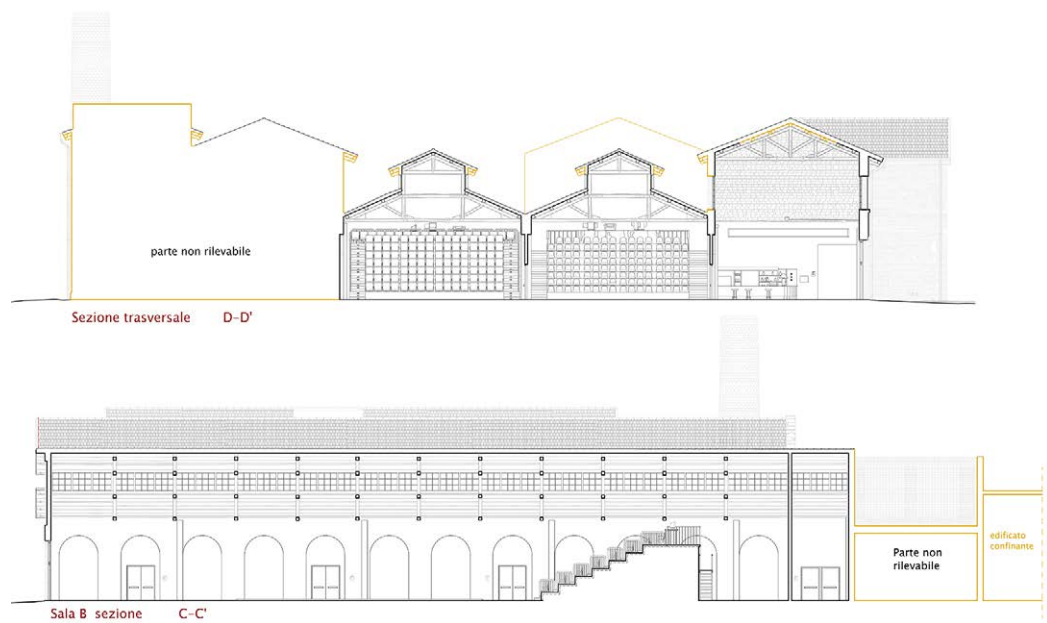 parte non rilevabile
Sezione trasversale D-D'
edificato
confinante
Parte non
rilevabile
Sala B sezione C-C'